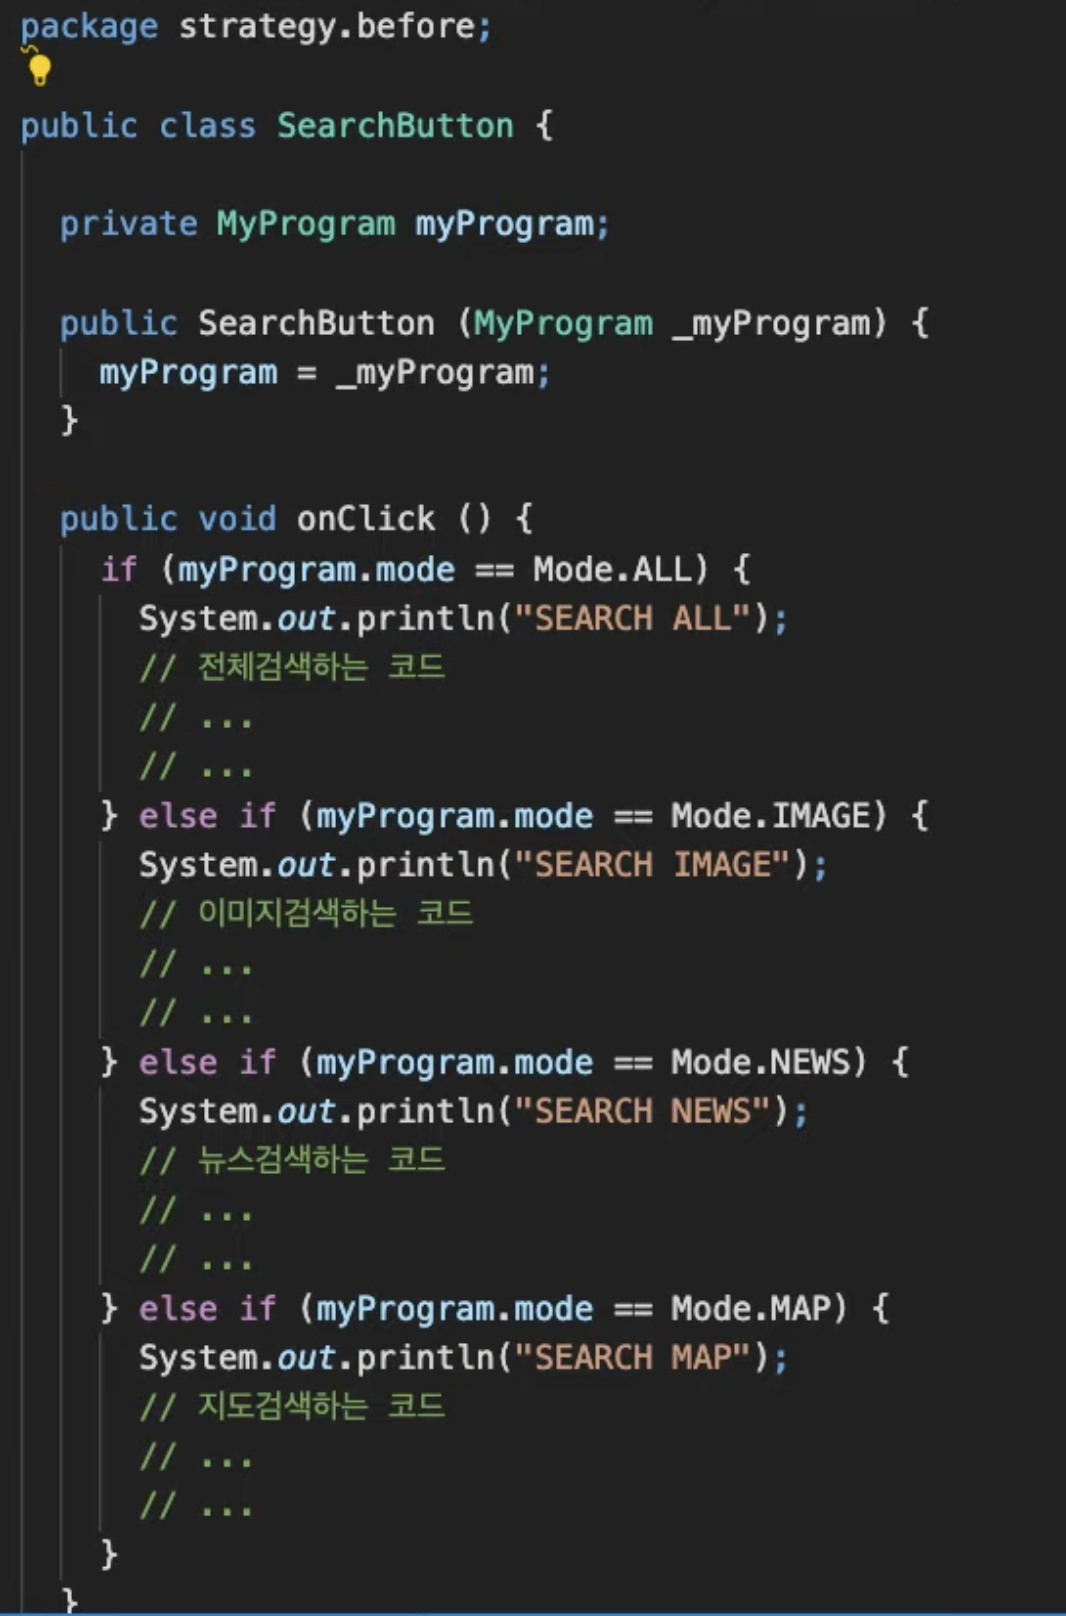 package strategy.before;
public class SearchButton {
private MyProgram myProgram;
public SearchButton (MyProgram _myProgram) {
myProgram = _myProgram;
}
public void onClick () {
if (myProgram.mode == Mode.ALL) {
System.out.println("SEARCH ALL");
// 전체검색하는 코드
// ...
// ...
} else if (myProgram.mode == Mode.IMAGE) {
System.out.println("SEARCH IMAGE");
// 이미지검색하는 코드
// ...
// ...
} else if (myProgram.mode == Mode.NEWS) {
System.out.println("SEARCH NEWS");
// 뉴스검색하는 코드
// ...
// ...
} else if (myProgram.mode == Mode.MAP) {
System.out.println("SEARCH MAP");
// 지도검색하는 코드
// ...
// ...
}
}